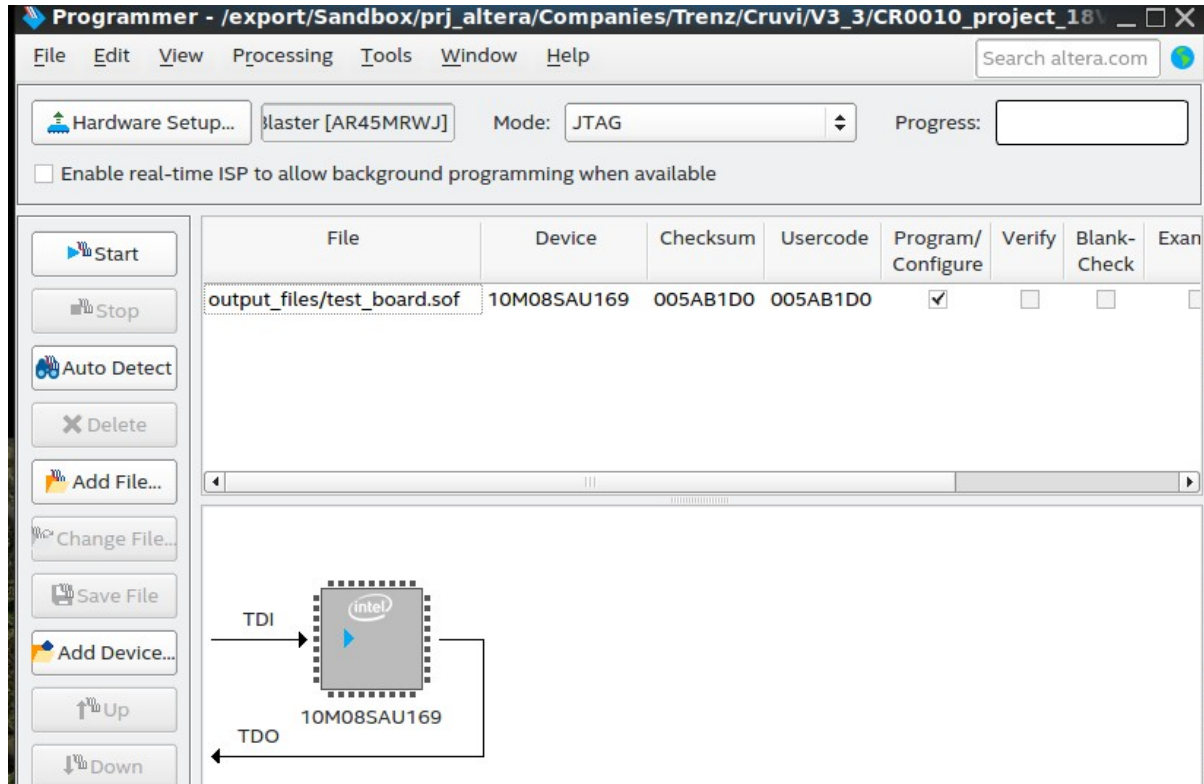 Programmer - /export/Sandbox/prj_altera/Companies/Trenz/Cruvi/V3_3/CR0010_project_18
File Edit View Processing Tools Window Help
Search altera.com
Hardware Setup... Blaster [AR45MRWJ] Mode: JTAG Progress:
Enable real-time ISP to allow background programming when available
Start
Stop
Auto Detect
Delete
Add File...
Change File...
Save File
Add Device...
Up
Down
File Device Checksum Usercode Program/ Verify Blank- Exam
Configure Check
output_files/test_board.sof 10M08SAU169 005AB1D0 005AB1D0
intel
TDI
10M08SAU169
TDO